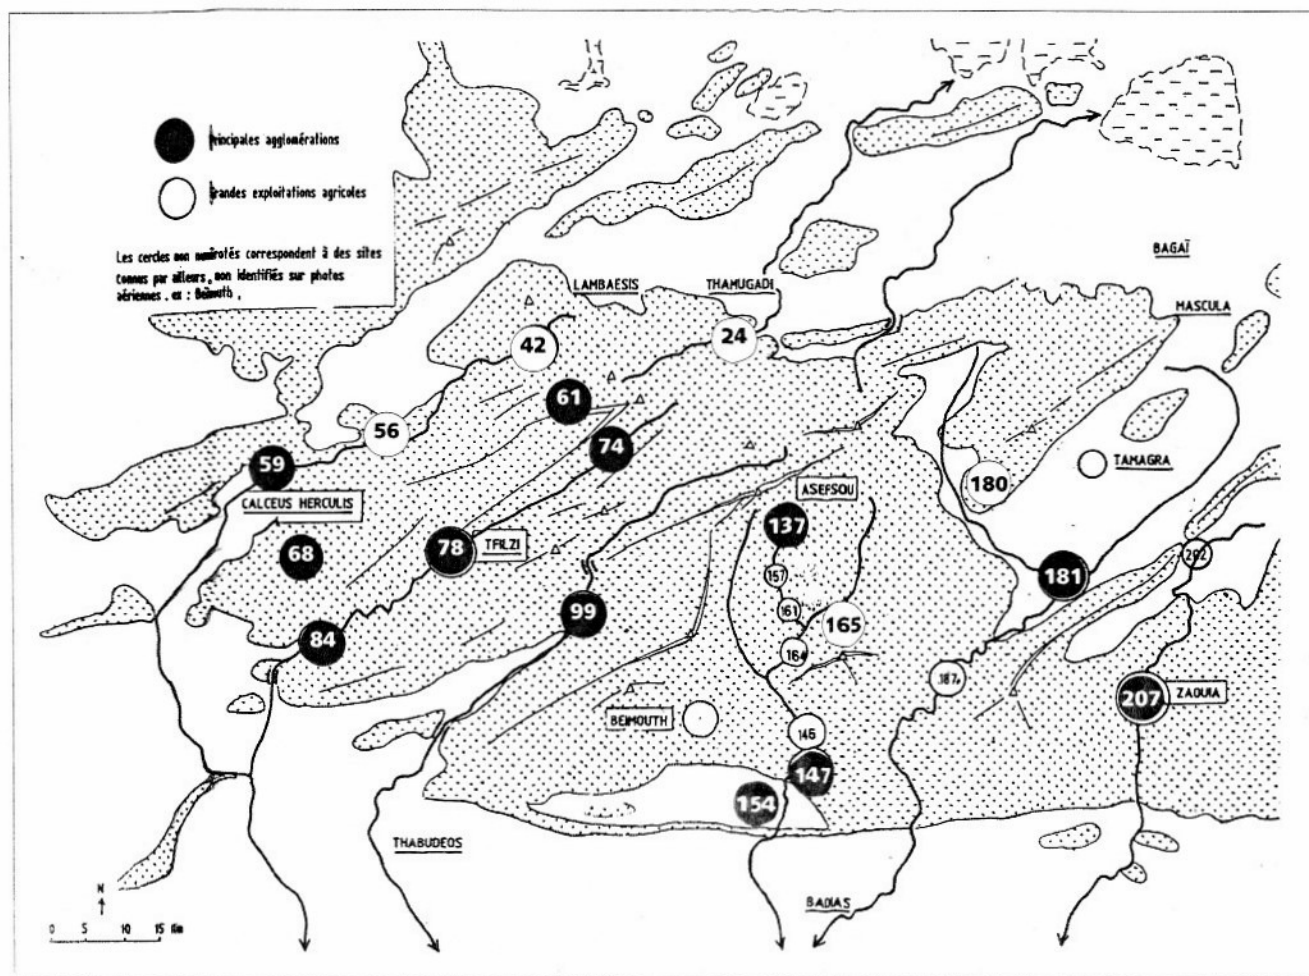 Principales agglomérations
Grandes exploitations agricoles
Les cercles non numérotés correspondent à des sites
connus par ailleurs, non identifiés sur photos
aériennes. ex : Beïmouth,
BAGAÏ
LAMBAESIS
THAMUGADI
MASCULA
42
24
61
56
74
59
TAMAGRA
180
CALCEUS HERCULIS
ASEFSOU
137
68
78
TFILZI
202
157
181
99
161
165
84
164
187
207
ZAOUIA
BEIMOUTH
146
147
154
THABUDEOS
BADIAS
N
0 5 10 15 Km